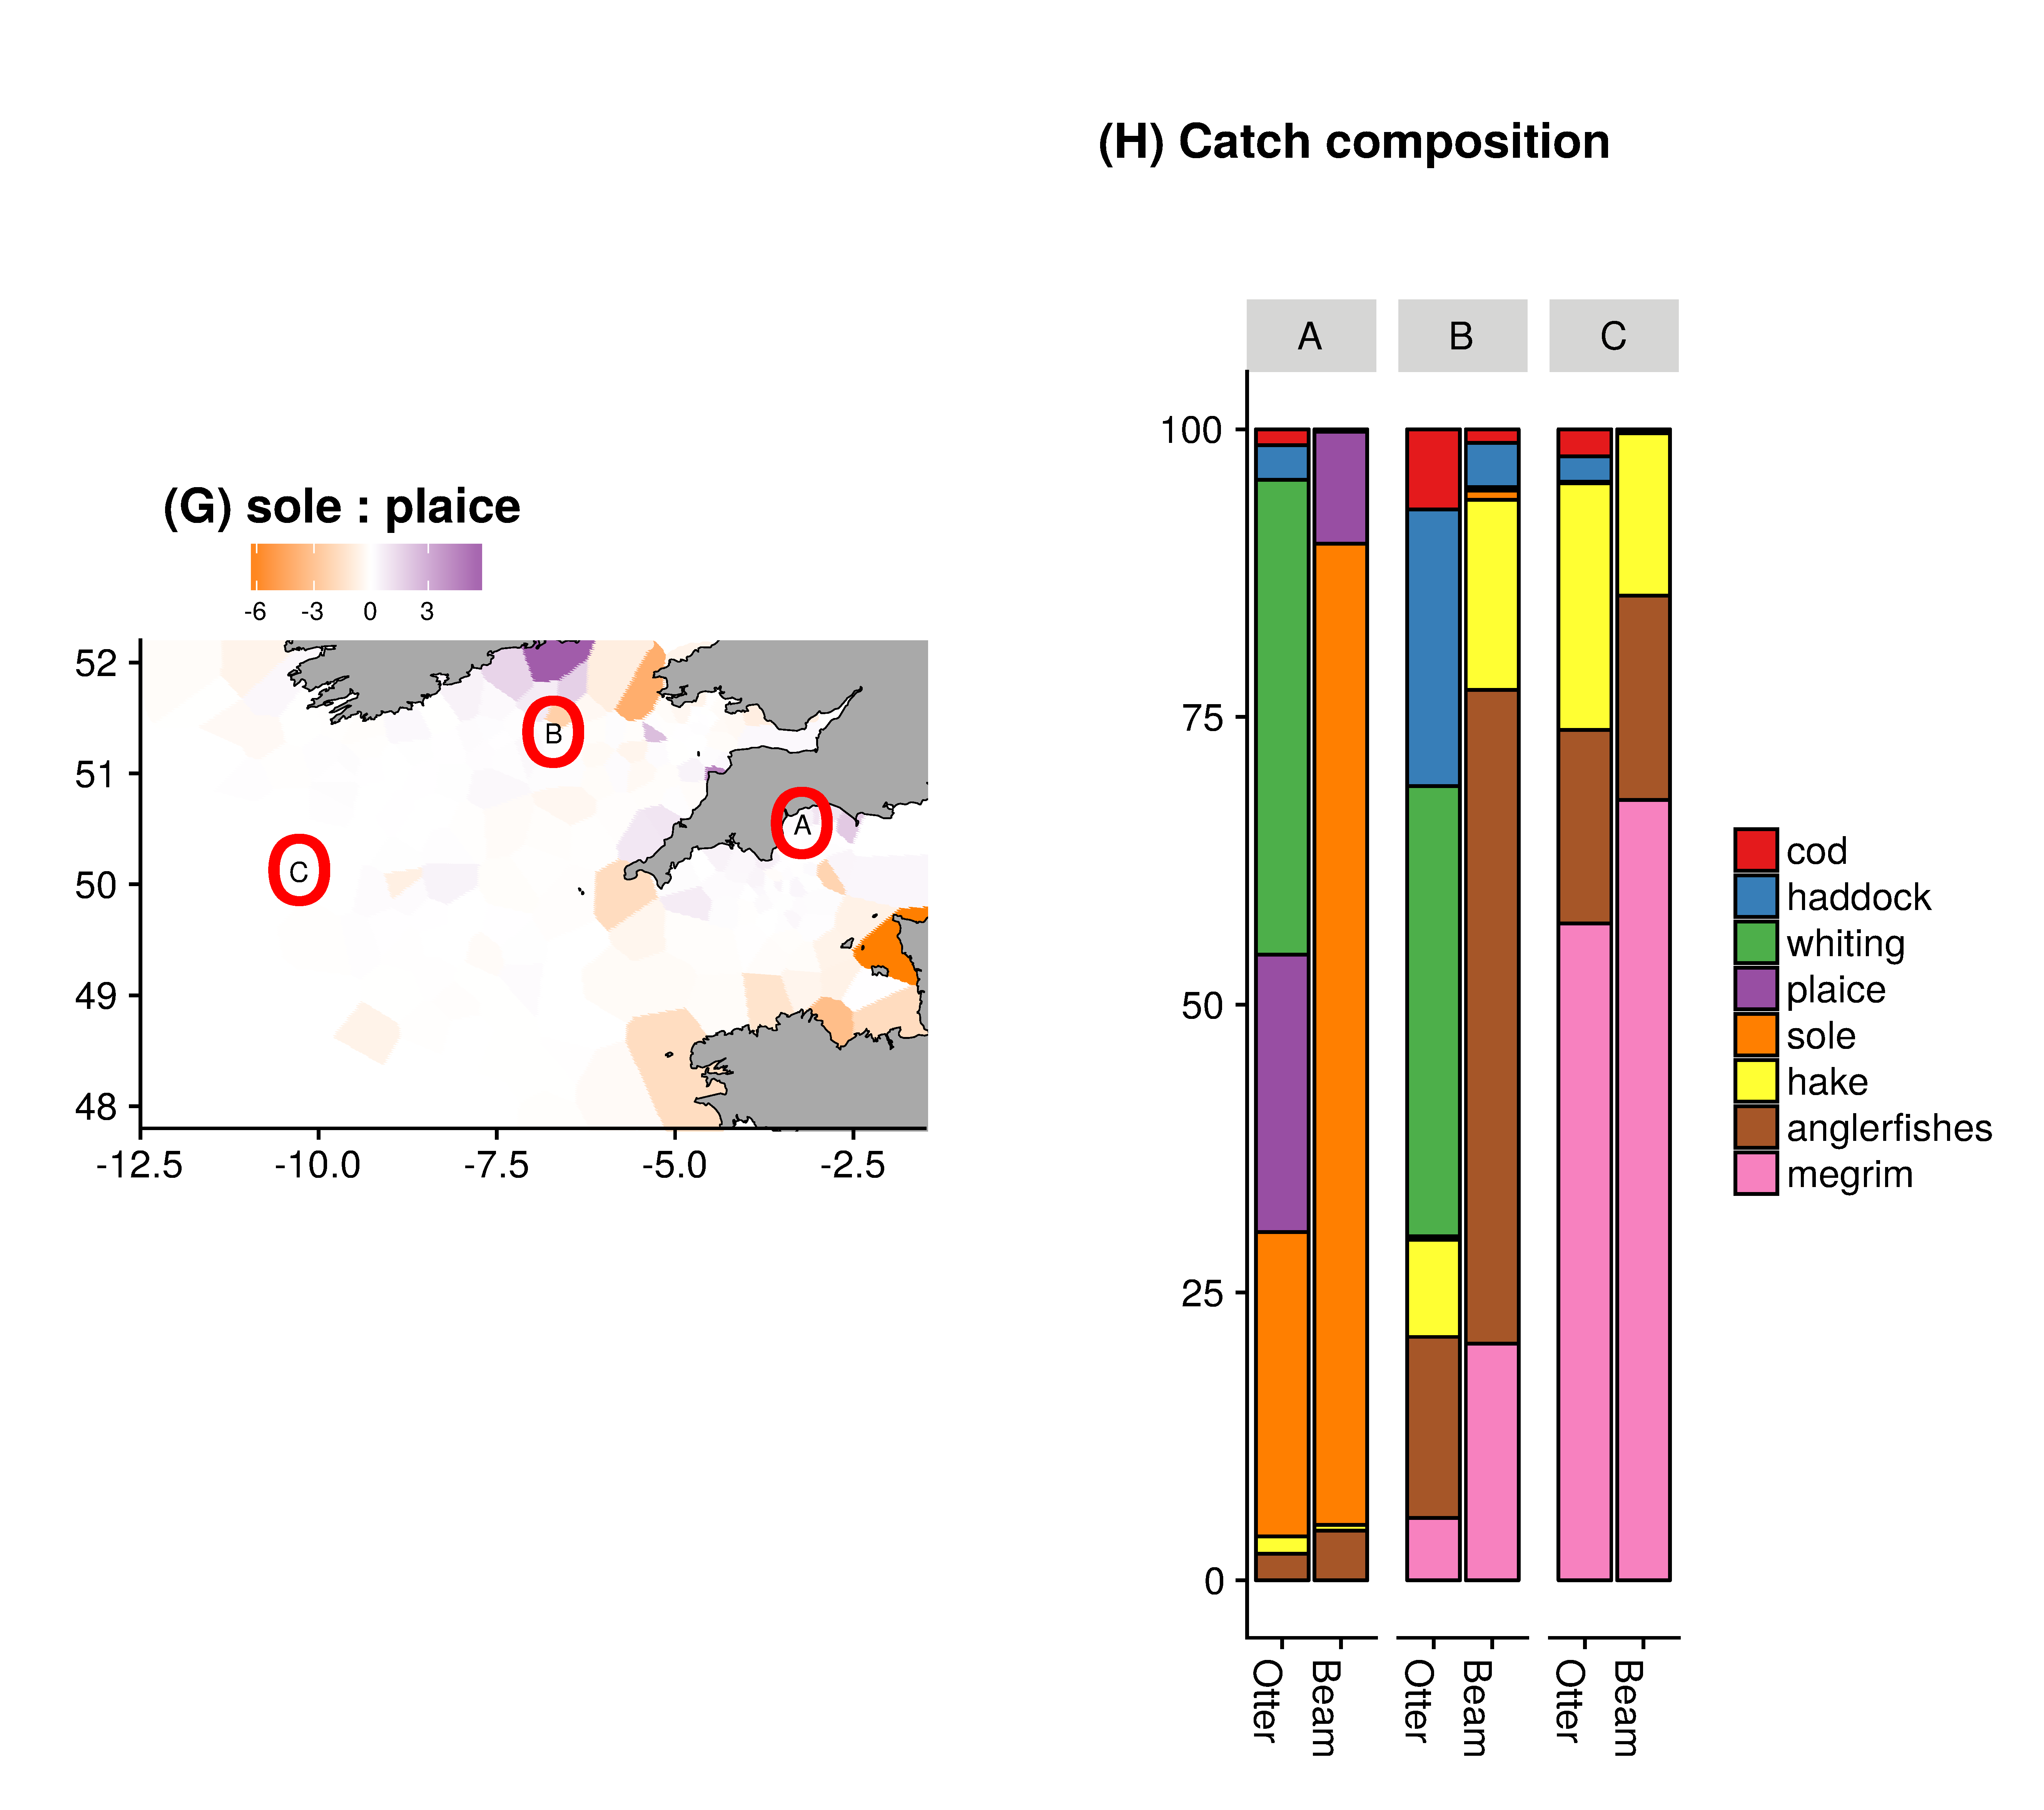 (H) Catch composition
(G) sole : plaice
-6 -3 0 3
52
51
50
49
48
-12.5 -10.0 -7.5 -5.0 -2.5
B
A
C
A B C
100
75
50
25
0
Otter Beam Otter Beam Otter Beam
cod
haddock
whiting
plaice
sole
hake
anglerfishes
megrim